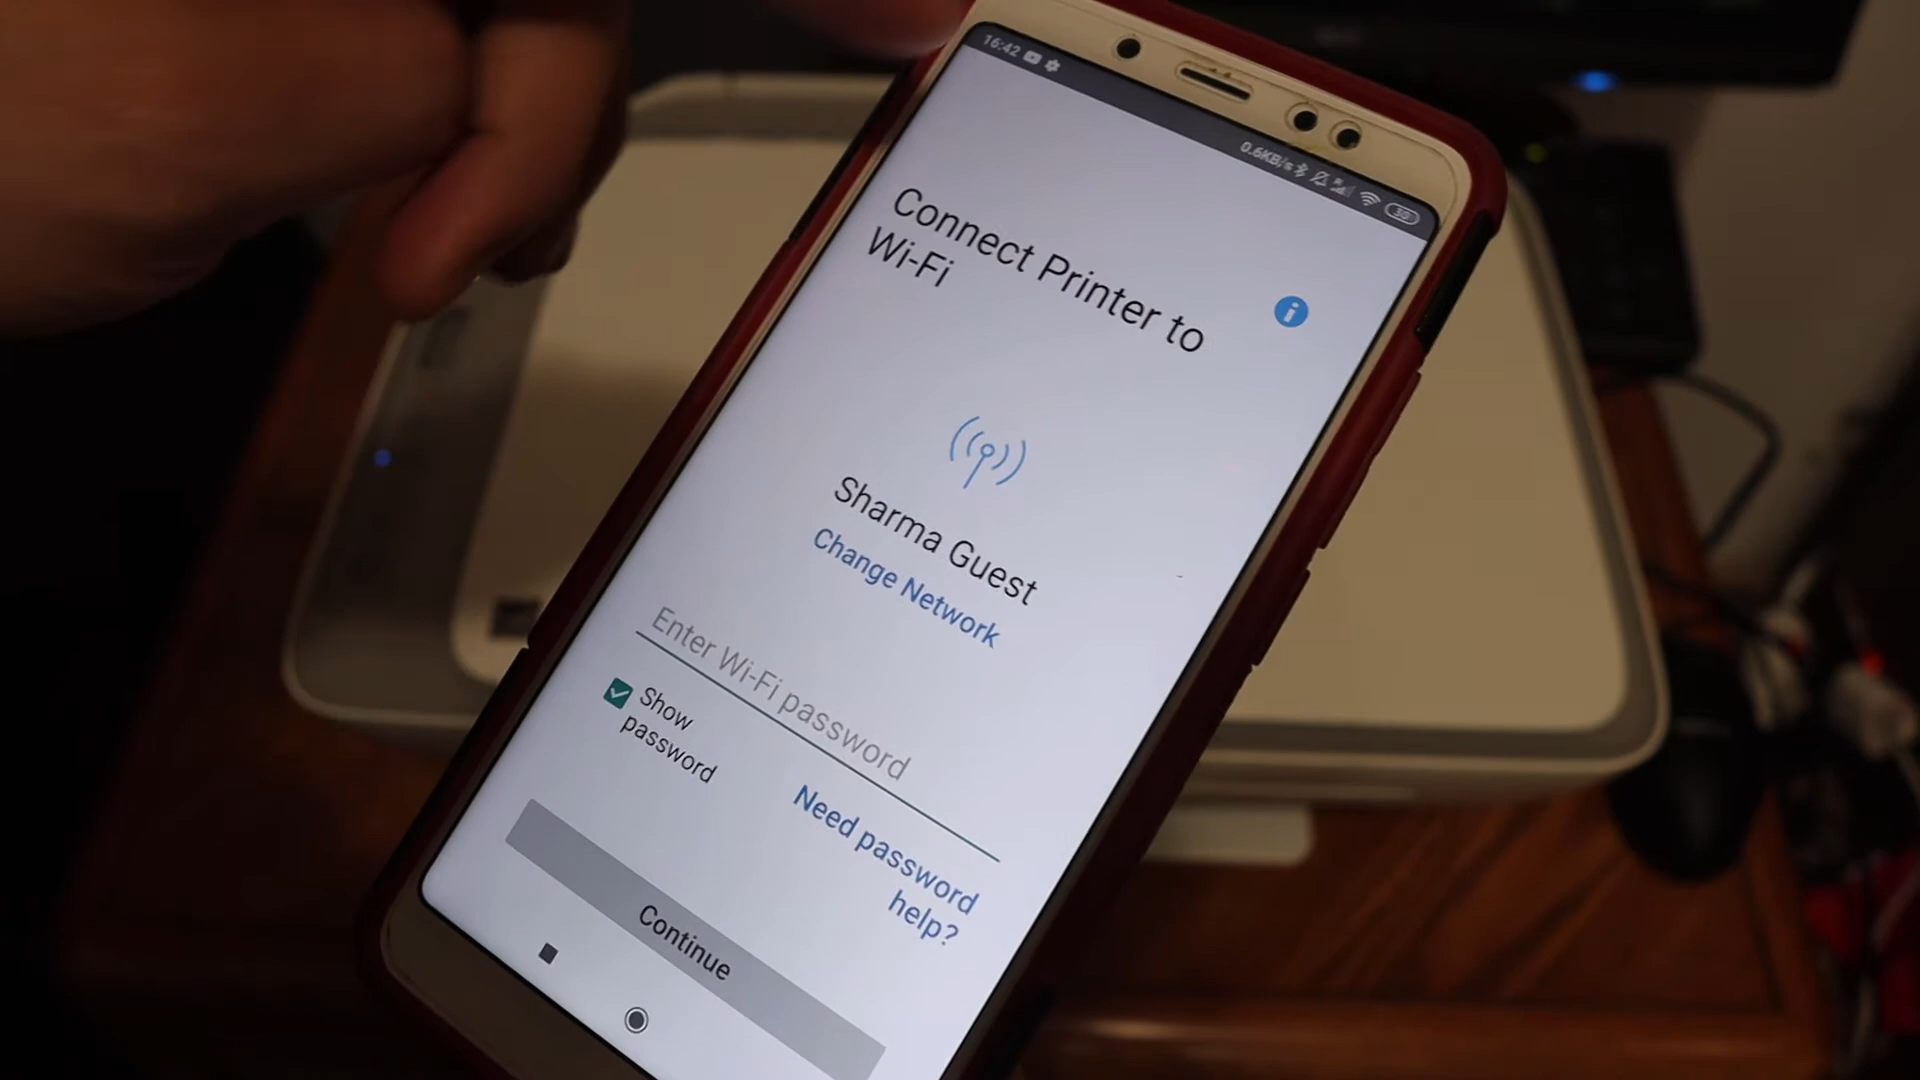 16:42
0.6KB/s
30
Connect Printer to
Wi-Fi
Sharma Guest
Change Network
Enter Wi-Fi password
Show
password
Need password
help?
Continue